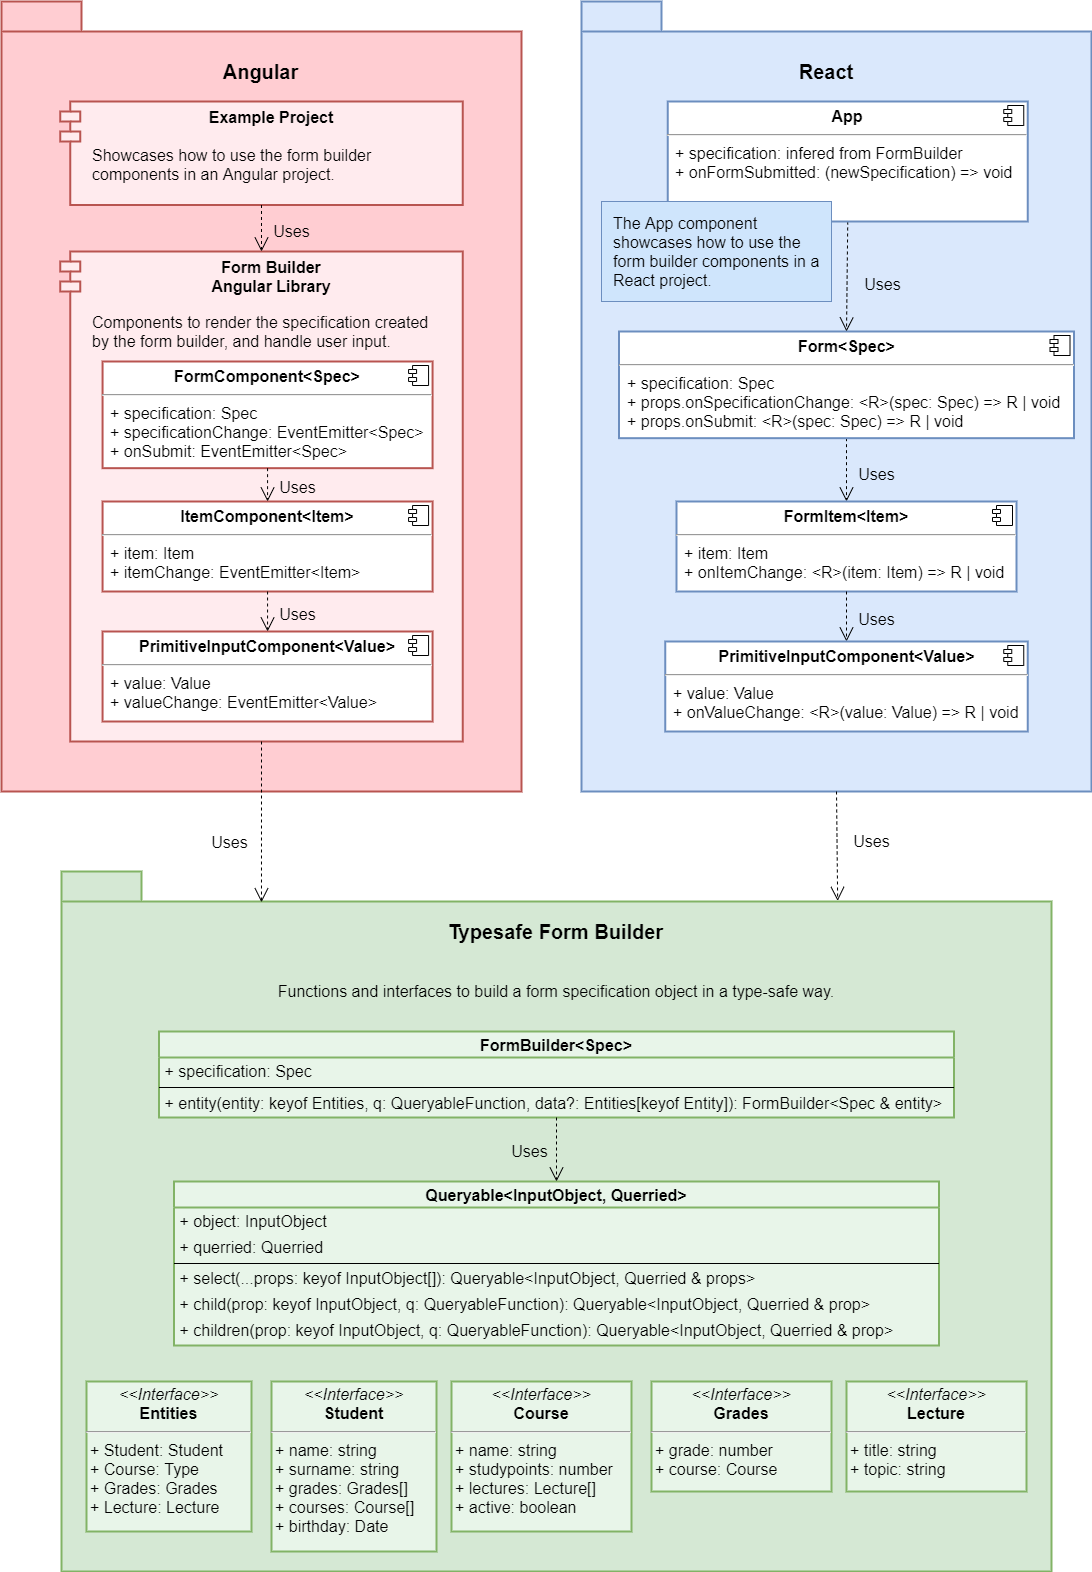 Angular
Example Project
Showcases how to use the form builder
components in an Angular project.
Uses
Form Builder
Angular Library
Components to render the specification created
by the form builder, and handle user input.
FormComponent<Spec>
+ specification: Spec
+ specificationChange: EventEmitter<Spec>
+ onSubmit: EventEmitter<Spec>
Uses
ItemComponent<Item>
+ item: Item
+ itemChange: EventEmitter<Item>
Uses
PrimitiveInputComponent<Value>
+ value: Value
+ valueChange: EventEmitter<Value>
Uses
React
App
+ specification: infered from FormBuilder
+ onFormSubmitted: (newSpecification) => void
The App component
showcases how to use the
form builder components in a
React project.
Uses
Form<Spec>
+ specification: Spec
+ props.onSpecificationChange: <R>(spec: Spec) => R | void
+ props.onSubmit: <R>(spec: Spec) => R | void
Uses
FormItem<Item>
+ item: Item
+ onItemChange: <R>(item: Item) => R | void
Uses
PrimitiveInputComponent<Value>
+ value: Value
+ onValueChange: <R>(value: Value) => R | void
Uses
Typesafe Form Builder
Functions and interfaces to build a form specification object in a type-safe way.
FormBuilder<Spec>
+ specification: Spec
+ entity(entity: keyof Entities, q: QueryableFunction, data?: Entities[keyof Entity]): FormBuilder<Spec & entity>
Uses
Queryable<InputObject, Querried>
+ object: InputObject
+ querried: Querried
+ select(...props: keyof InputObject[]): Queryable<InputObject, Querried & props>
+ child(prop: keyof InputObject, q: QueryableFunction): Queryable<InputObject, Querried & prop>
+ children(prop: keyof InputObject, q: QueryableFunction): Queryable<InputObject, Querried & prop>
<<Interface>>
Entities
+ Student: Student
+ Course: Type
+ Grades: Grades
+ Lecture: Lecture
<<Interface>>
Student
+ name: string
+ surname: string
+ grades: Grades[]
+ courses: Course[]
+ birthday: Date
<<Interface>>
Course
+ name: string
+ studypoints: number
+ lectures: Lecture[]
+ active: boolean
<<Interface>>
Grades
+ grade: number
+ course: Course
<<Interface>>
Lecture
+ title: string
+ topic: string